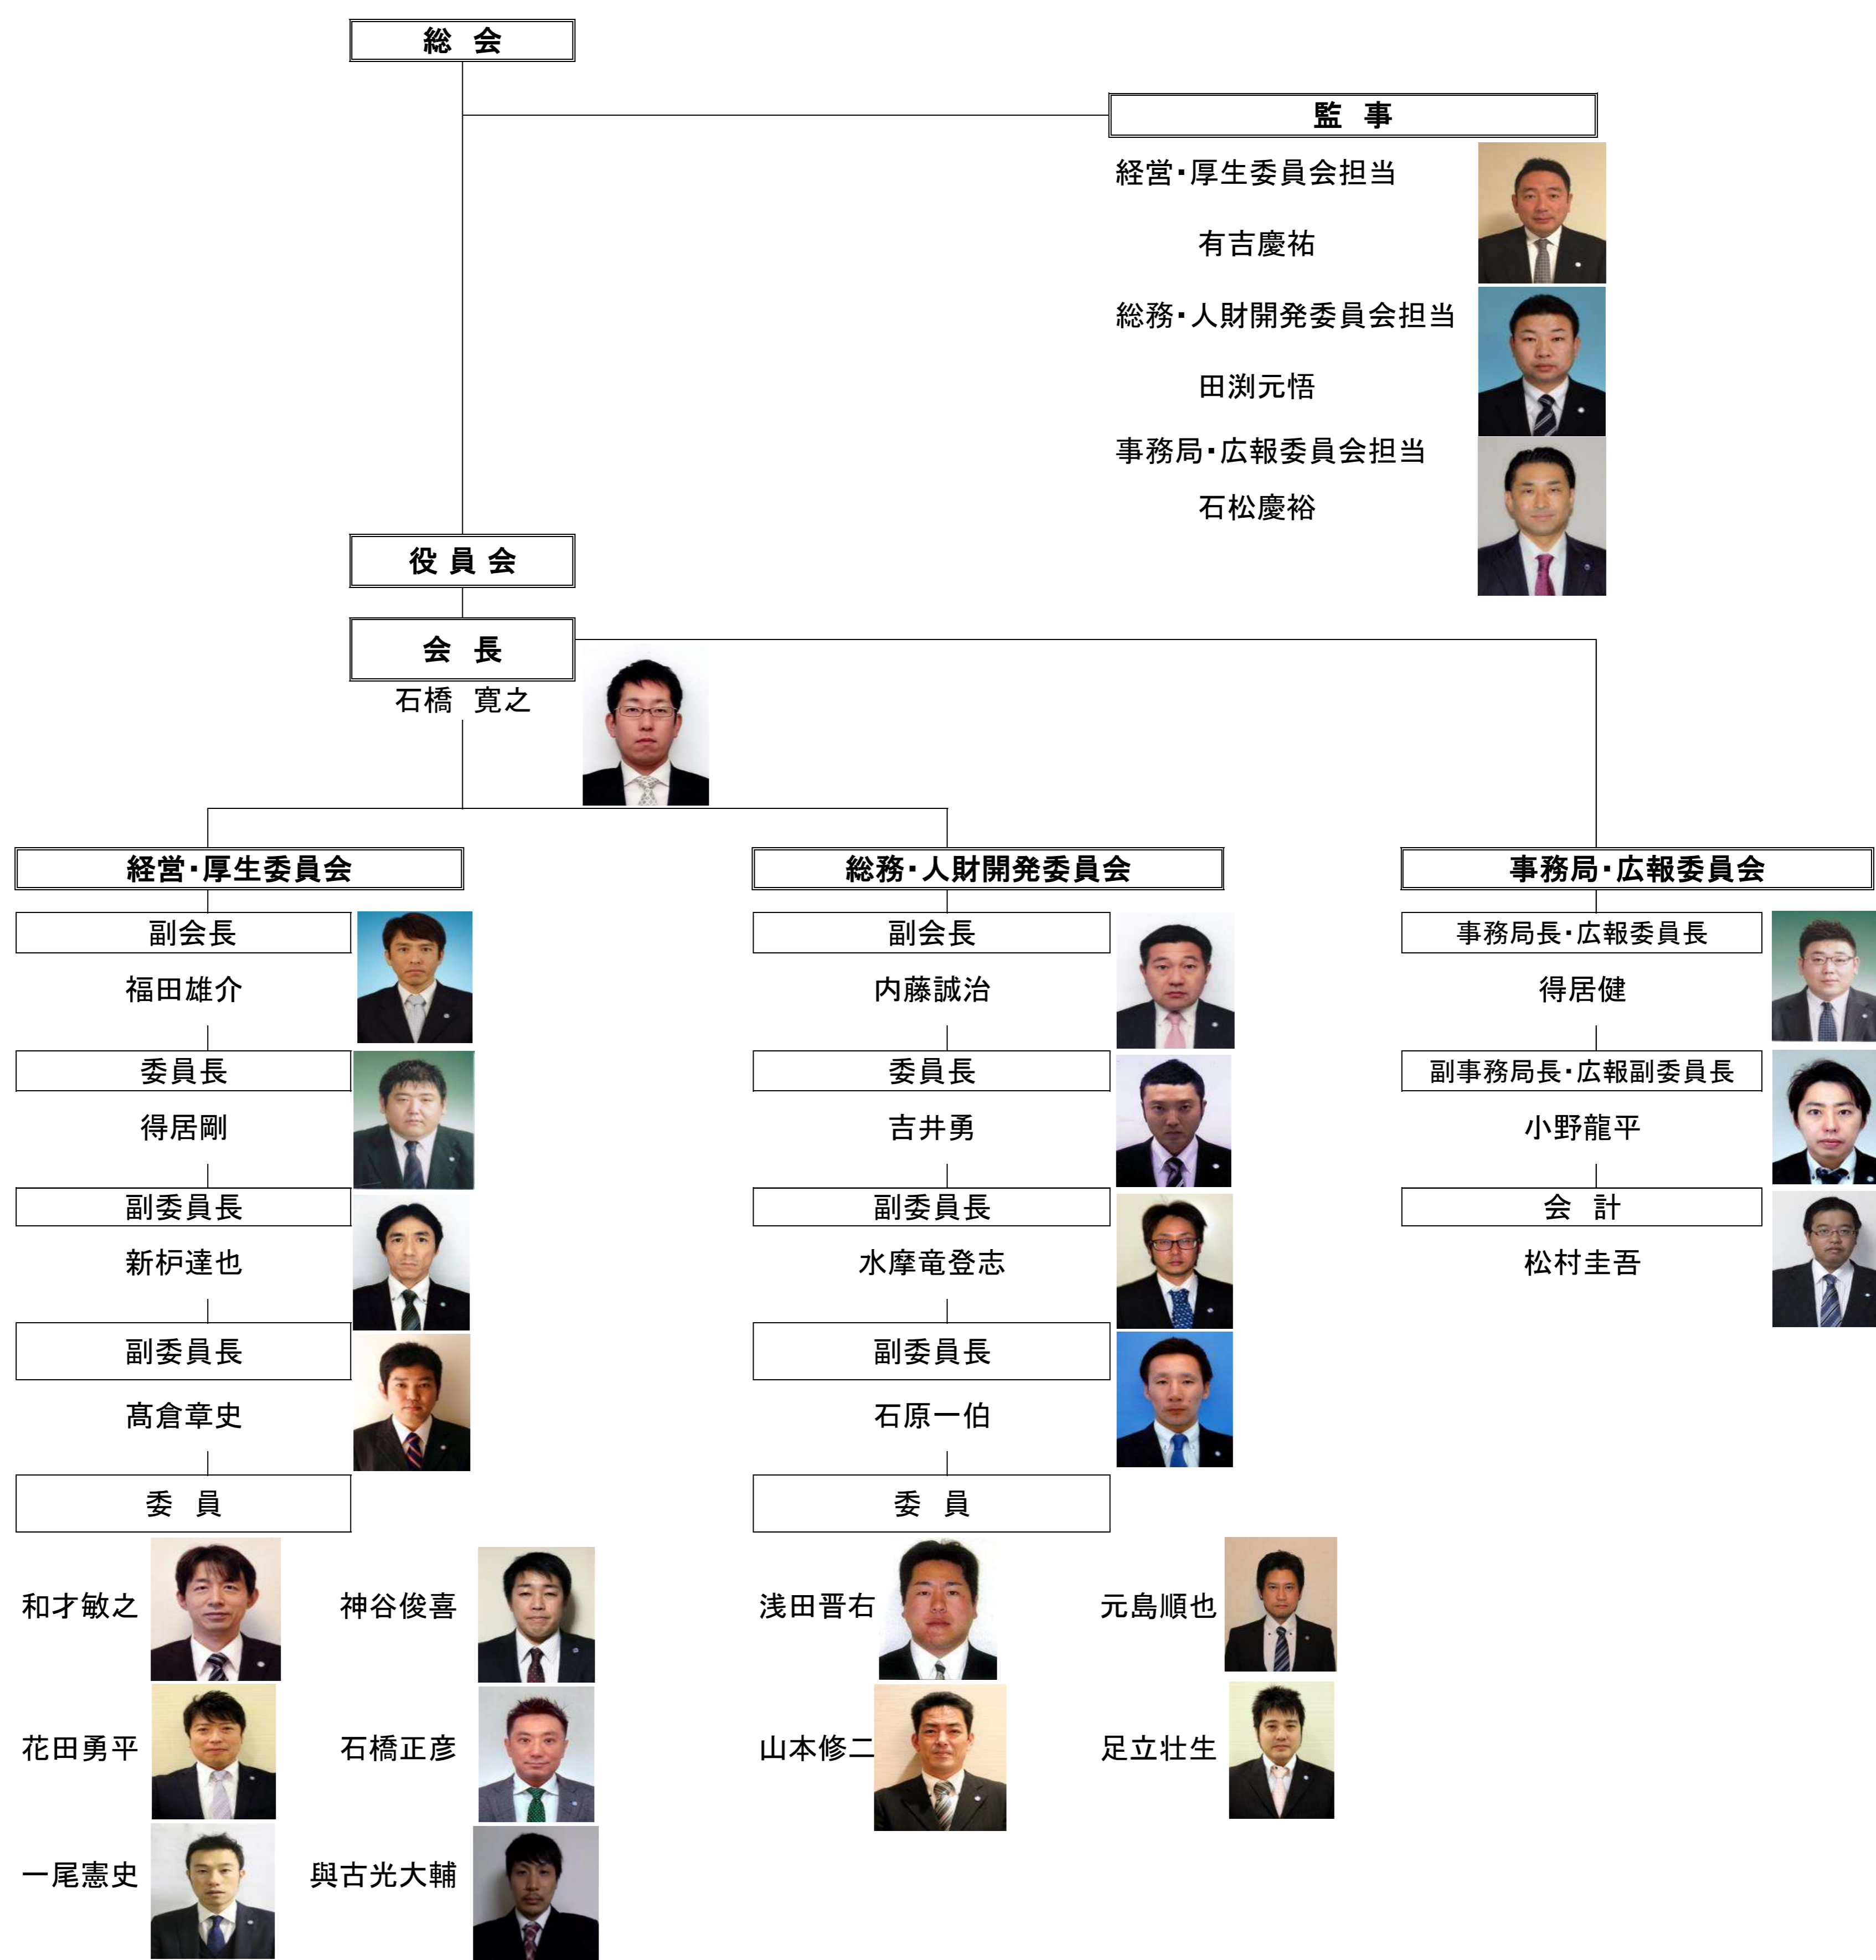 総　会
監　事
経営・厚生委員会担当
有吉慶祐
総務・人財開発委員会担当
田渕元悟
事務局・広報委員会担当
石松慶裕
役 員 会
会　長
石橋　寛之
経営・厚生委員会
副会長
福田雄介
委員長
得居剛
副委員長
新枦達也
副委員長
髙倉章史
委　員
和才敏之
神谷俊喜
花田勇平
石橋正彦
一尾憲史
與古光大輔
総務・人財開発委員会
副会長
内藤誠治
委員長
吉井勇
副委員長
水摩竜登志
副委員長
石原一伯
委　員
浅田晋右
元島順也
山本修二
足立壮生
事務局・広報委員会
事務局長・広報委員長
得居健
副事務局長・広報副委員長
小野龍平
会　計
松村圭吾